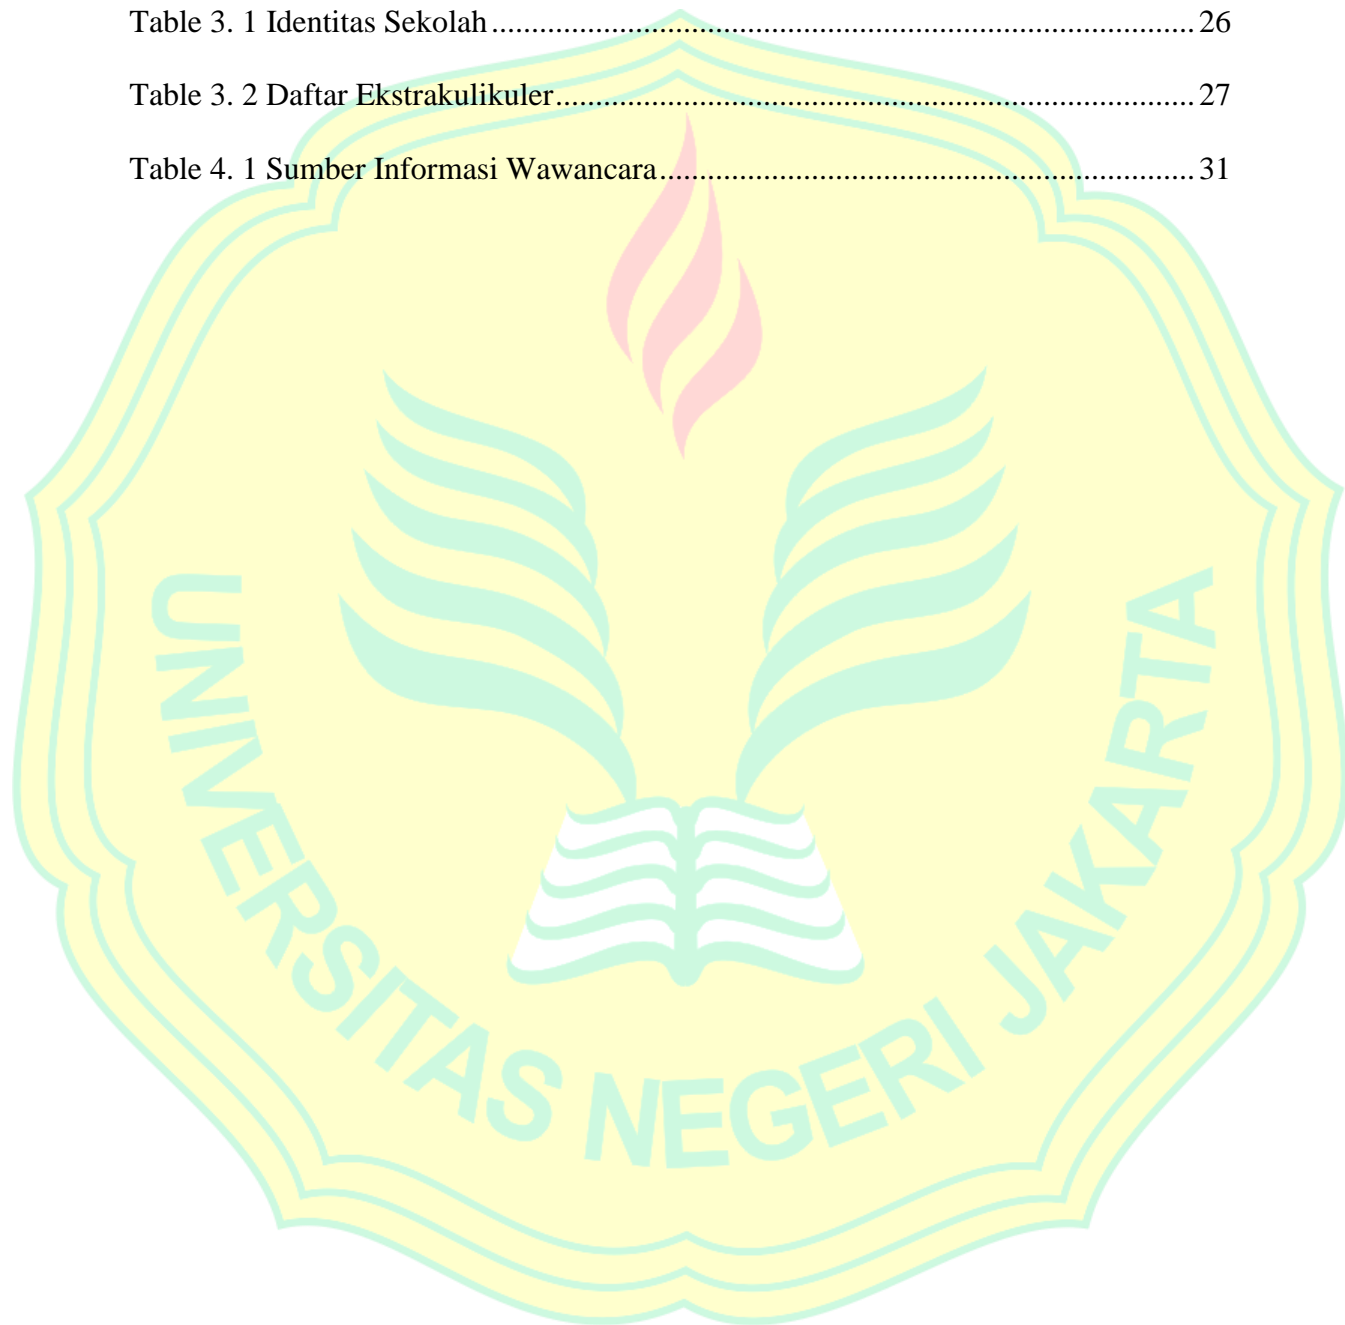 Table 3. 1 Identitas Sekolah ........................................................................................ 26
Table 3. 2 Daftar Ekstrakulikuler................................................................................ 27
Table 4. 1 Sumber Informasi Wawancara................................................................... 31
UNIVERSITAS NEGERI JAKARTA